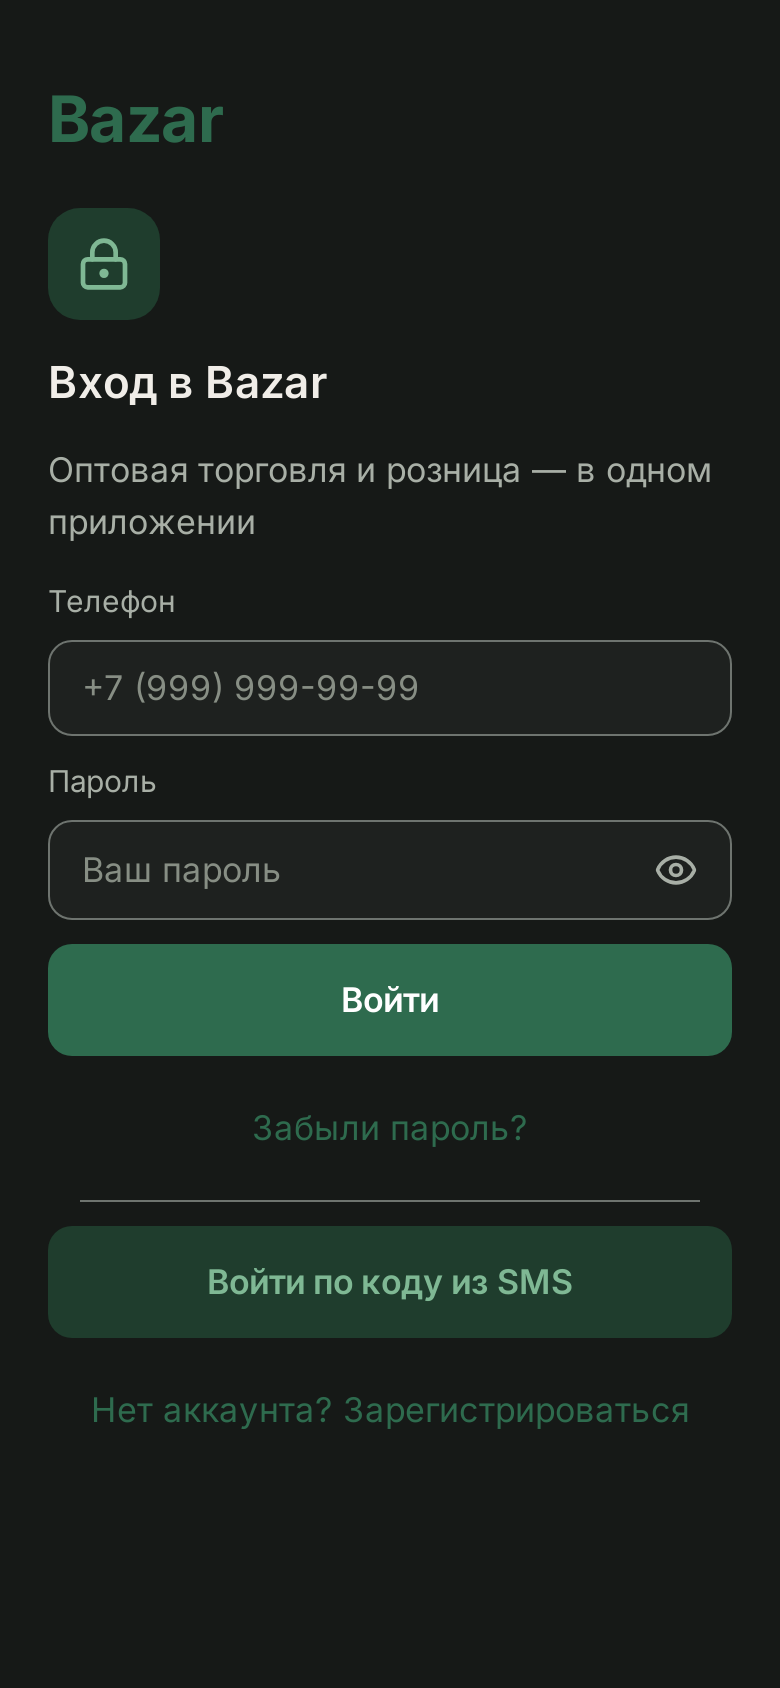 Bazar
Вход в Bazar
Оптовая торговля и розница — в одном
приложении
Телефон
+7 (999) 999-99-99
Пароль
Ваш пароль
Войти
Забыли пароль?
Войти по коду из SMS
Нет аккаунта? Зарегистрироваться